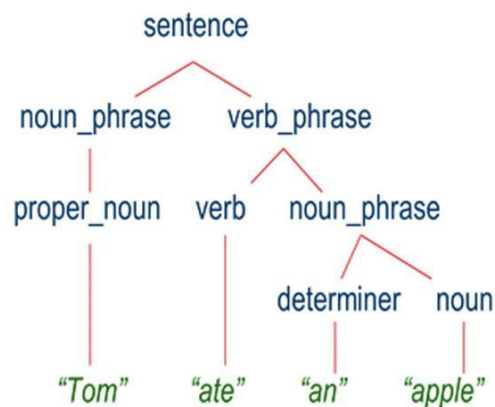 sentence
noun_phrase verb_phrase
proper_noun verb noun_phrase
determiner noun
“Tom” “ate” “an” “apple”